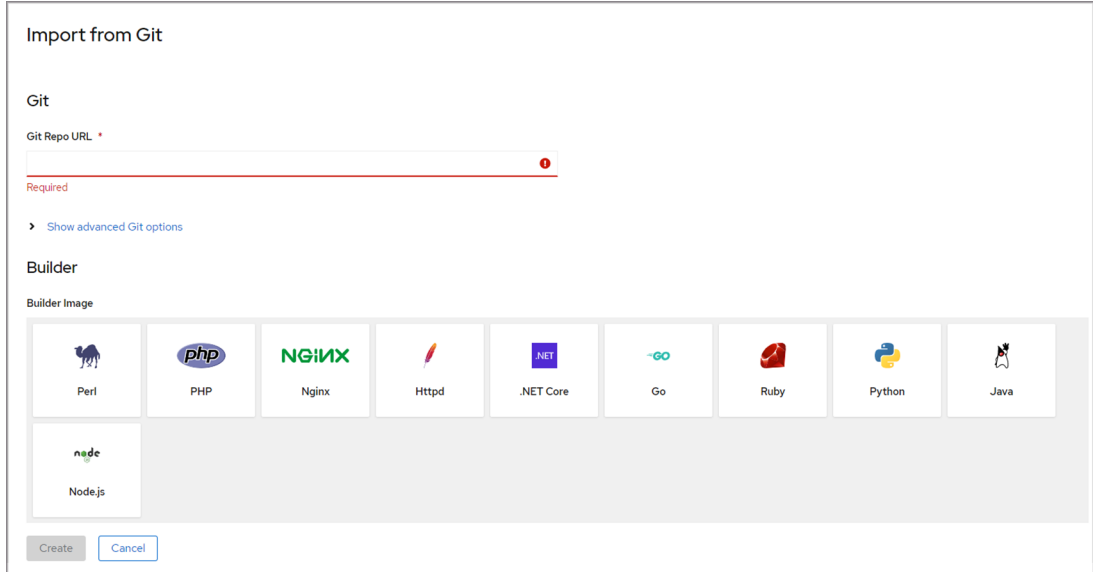 Import from Git
Git
Git Repo URL *
Required
Show advanced Git options
Builder
Builder Image
php
NGINX
.NET
GO
Perl
PHP
Nginx
Httpd
.NET Core
Go
Ruby
Python
Java
node
Node.js
Create
Cancel